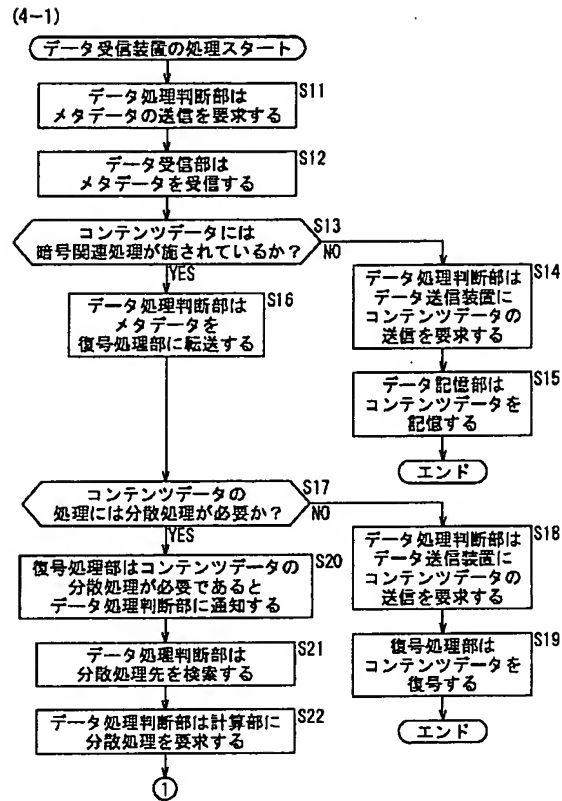 (4-1)
データ受信装置の処理スタート
S11
データ処理判断部は
メタデータの送信を要求する
S12
データ受信部は
メタデータを受信する
S13
コンテンツデータには
暗号関連処理が施されているか?
NO
YES
S14
データ処理判断部は
データ送信装置に
コンテンツデータの
送信を要求する
S15
データ記憶部は
コンテンツデータを
記憶する
エンド
S16
データ処理判断部は
メタデータを
復号処理部に転送する
S17
コンテンツデータの
処理には分散処理が必要か?
NO
YES
S18
データ処理判断部は
データ送信装置に
コンテンツデータの
送信を要求する
S19
復号処理部は
コンテンツデータを
復号する
エンド
S20
復号処理部はコンテンツデータの
分散処理が必要であると
データ処理判断部に通知する
S21
データ処理判断部は
分散処理先を検索する
S22
データ処理判断部は計算部に
分散処理を要求する
①